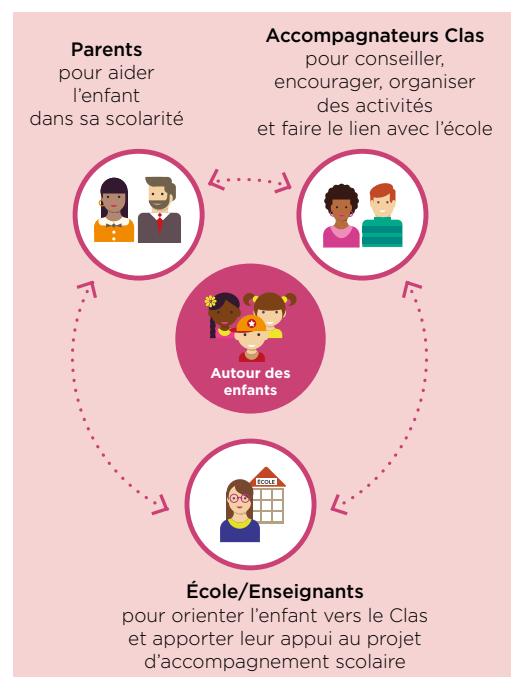 Parents
pour aider
l'enfant
dans sa scolarité
Accompagnateurs Clas
pour conseiller,
encourager, organiser
des activités
et faire le lien avec l'école
Autour des
enfants
ÉCOLE
École/Enseignants
pour orienter l'enfant vers le Clas
et apporter leur appui au projet
d'accompagnement scolaire